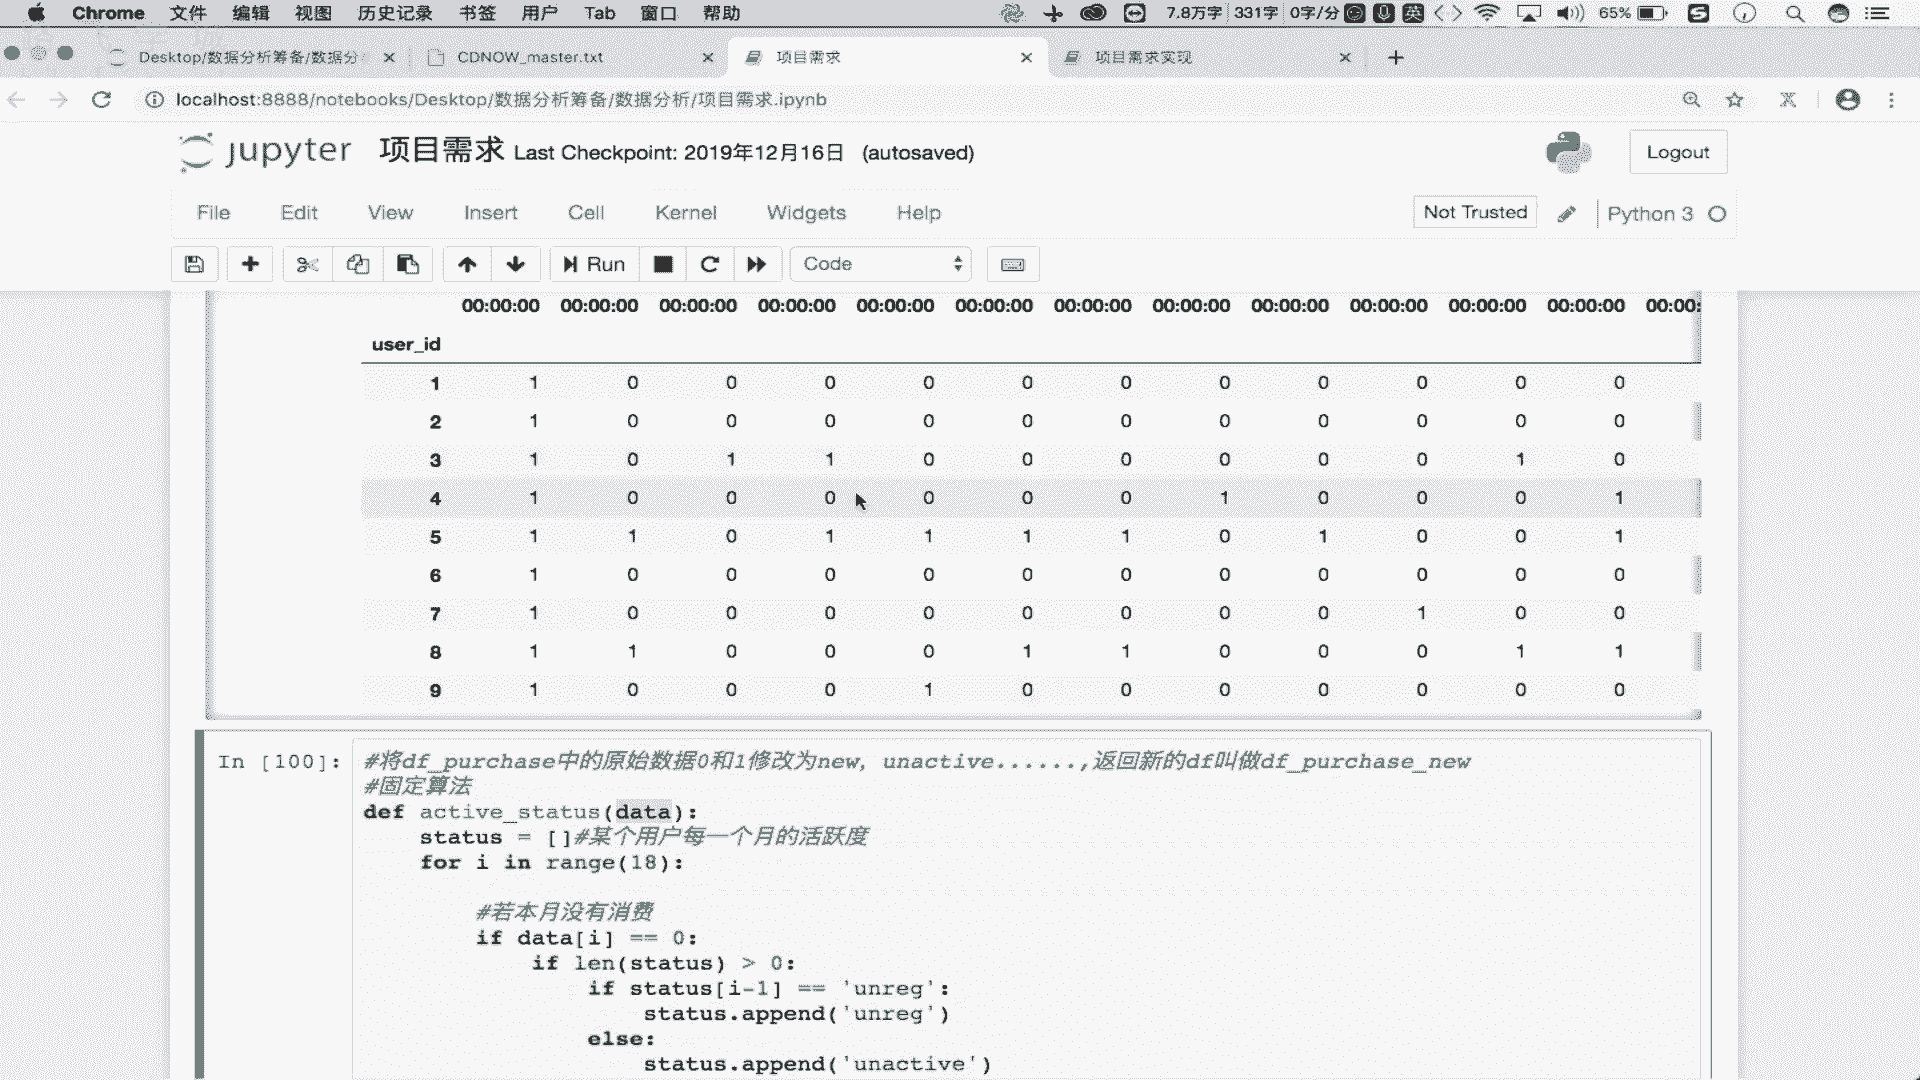 Chrome 文件 编辑 视图 历史记录 书签 用户 Tab 窗口 帮助 7.8万字 331字 0字/分 英 65%
Desktop/数据分析筹备/数据分 CDNOW_master.txt 项目需求 项目需求实现
localhost:8888/notebooks/Desktop/数据分析筹备/数据分析/项目需求.ipynb
jupyter 项目需求 Last Checkpoint: 2019年12月16日 (autosaved)
Logout
File Edit View Insert Cell Kernel Widgets Help Not Trusted Python 3
Run Code
00:00:00 00:00:00 00:00:00 00:00:00 00:00:00 00:00:00 00:00:00 00:00:00 00:00:00 00:00:00 00:00:00 00:00:00 00:00:
user_id
1 1 0 0 0 0 0 0 0 0 0 0 0
2 1 0 0 0 0 0 0 0 0 0 0 0
3 1 0 1 1 0 0 0 0 0 0 1 0
4 1 0 0 0 0 0 0 1 0 0 0 1
5 1 1 0 1 1 1 1 0 1 0 0 1
6 1 0 0 0 0 0 0 0 0 0 0 0
7 1 0 0 0 0 0 0 0 0 1 0 0
8 1 1 0 0 0 1 1 0 0 0 1 1
9 1 0 0 0 1 0 0 0 0 0 0 0
In [100]: #将df_purchase中的原始数据0和1修改为new, unactive......,返回新的df叫做df_purchase_new
#固定算法
def active_status(data):
status = []#某个用户每一个月的活跃度
for i in range(18):
#若本月没有消费
if data[i] == 0:
if len(status) > 0:
if status[i-1] == 'unreg':
status.append('unreg')
else:
status.append('unactive')